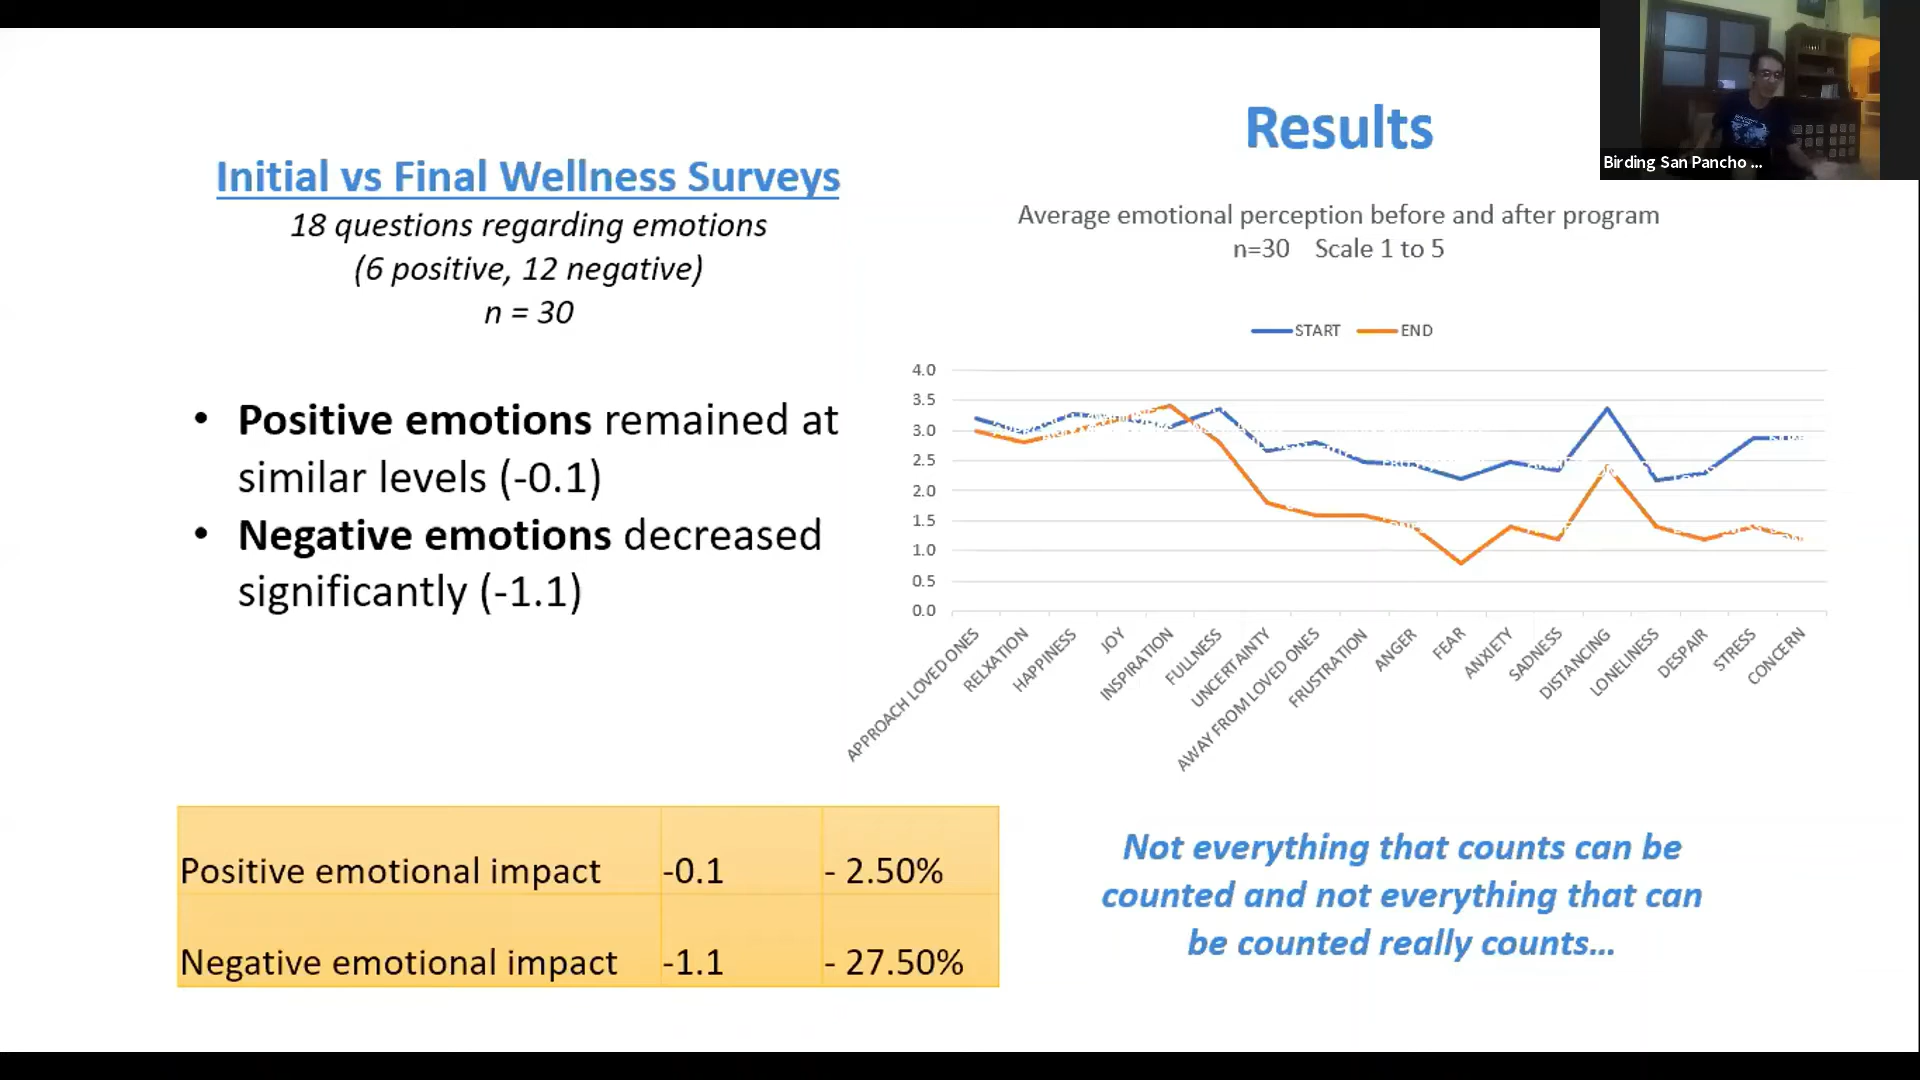 Results
Birding San Pancho ...
Initial vs Final Wellness Surveys
18 questions regarding emotions
(6 positive, 12 negative)
n = 30
• Positive emotions remained at
similar levels (-0.1)
• Negative emotions decreased
significantly (-1.1)
Average emotional perception before and after program
n=30 Scale 1 to 5
START END
4.0
3.5
3.0
2.5
2.0
1.5
1.0
0.5
0.0
APPROACH LOVED ONES
RELXATION
HAPPINESS
JOY
INSPIRATION
FULLNESS
UNCERTAINTY
AWAY FROM LOVED ONES
FRUSTRATION
ANGER
FEAR
ANXIETY
SADNESS
DISTANCING
LONELINESS
DESPAIR
STRESS
CONCERN
Positive emotional impact -0.1 - 2.50%
Negative emotional impact -1.1 - 27.50%
Not everything that counts can be
counted and not everything that can
be counted really counts...